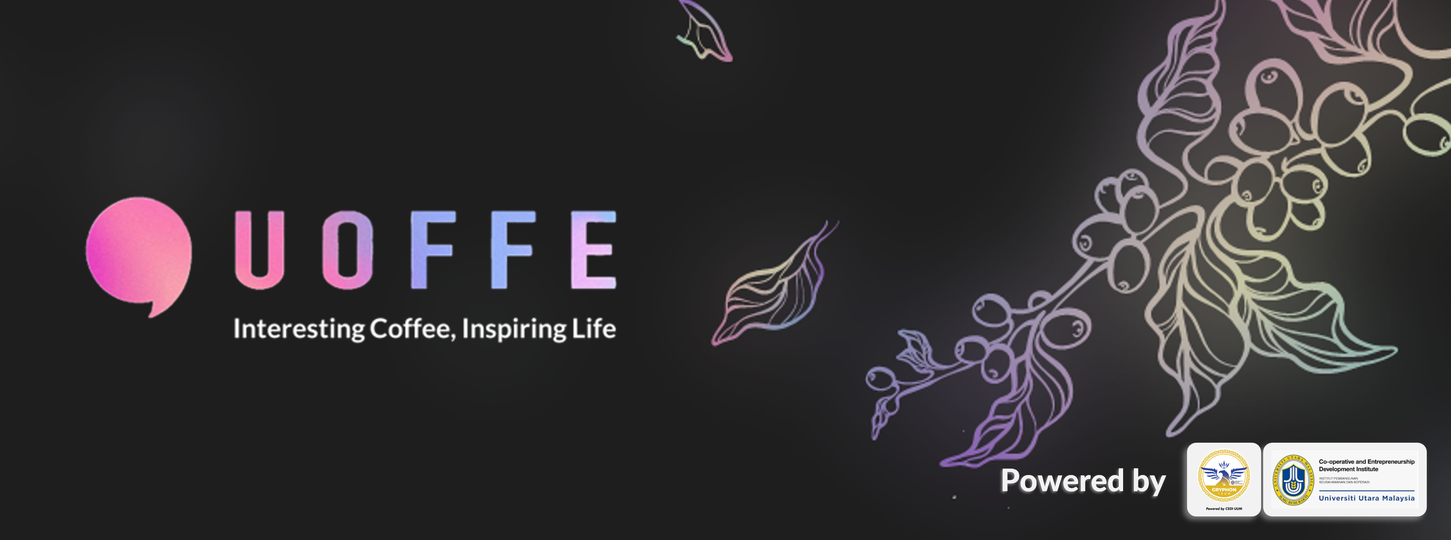 UOFFE
Interesting Coffee, Inspiring Life
Powered by
GRYPHON
Powered by CEDI UUM
Co-operative and Entrepreneurship
Development Institute
Universiti Utara Malaysia